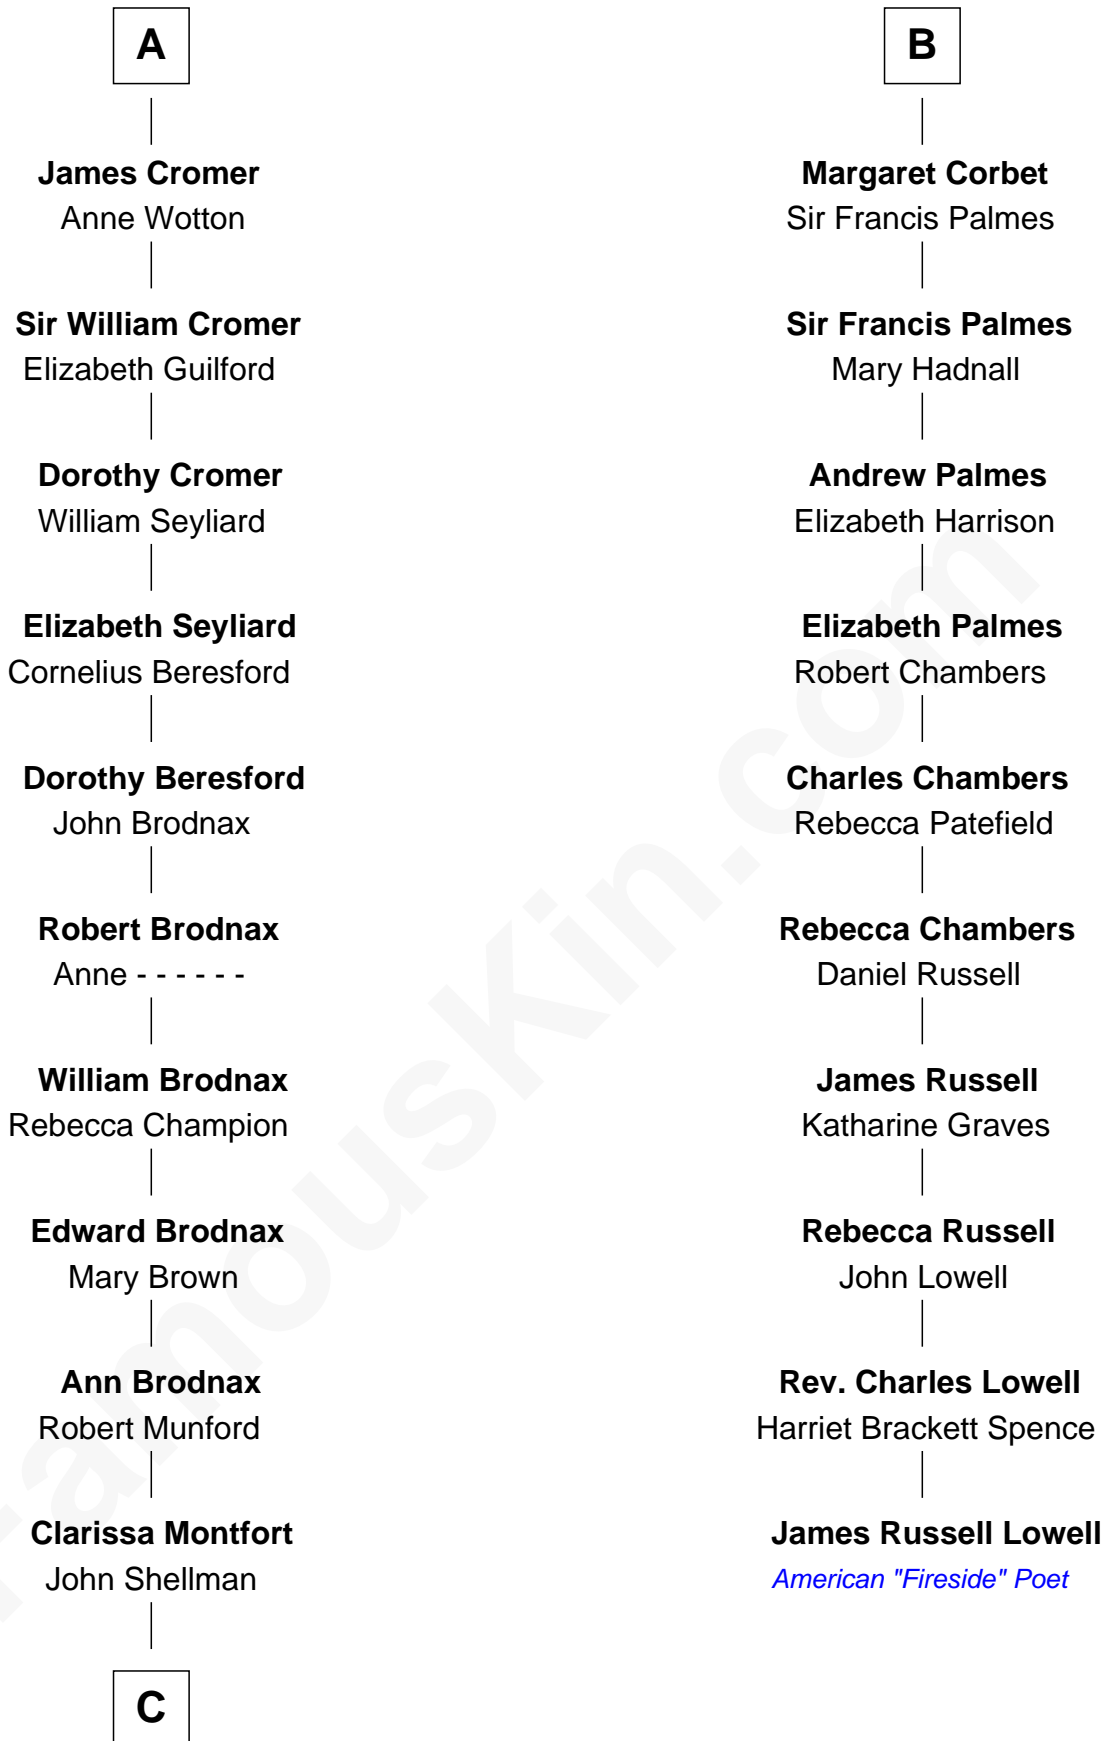 A
James Cromer
Anne Wotton
Sir William Cromer
Elizabeth Guilford
Dorothy Cromer
William Seyliard
Elizabeth Seyliard
Cornelius Beresford
Dorothy Beresford
John Brodnax
Robert Brodnax
Anne - - - - - -
William Brodnax
Rebecca Champion
Edward Brodnax
Mary Brown
Ann Brodnax
Robert Munford
Clarissa Montfort
John Shellman
C
B
Margaret Corbet
Sir Francis Palmes
Sir Francis Palmes
Mary Hadnall
Andrew Palmes
Elizabeth Harrison
Elizabeth Palmes
Robert Chambers
Charles Chambers
Rebecca Patefield
Rebecca Chambers
Daniel Russell
James Russell
Katharine Graves
Rebecca Russell
John Lowell
Rev. Charles Lowell
Harriet Brackett Spence
James Russell Lowell
American "Fireside" Poet
FamousKin.com